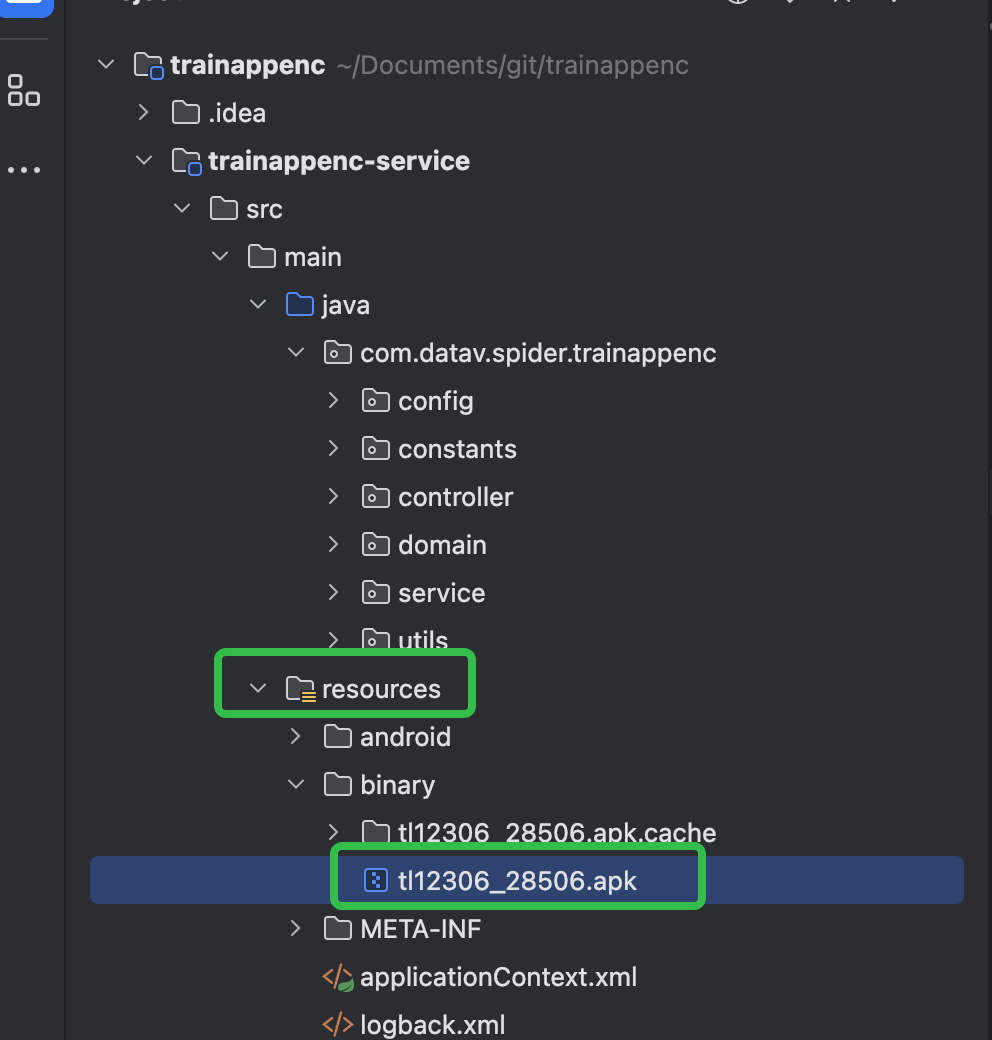 trainappenc ~/Documents/git/trainappenc
.idea
trainappenc-service
src
main
java
com.datav.spider.trainappenc
config
constants
controller
domain
service
utils
resources
android
binary
tl12306_28506.apk.cache
tl12306_28506.apk
META-INF
applicationContext.xml
logback.xml